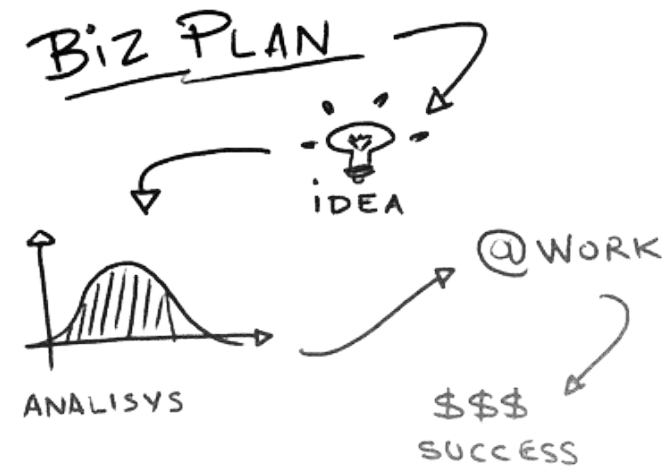 BiZ PLAN
iDEA
@ WORK
ANALISYS
$$$
SUCCESS